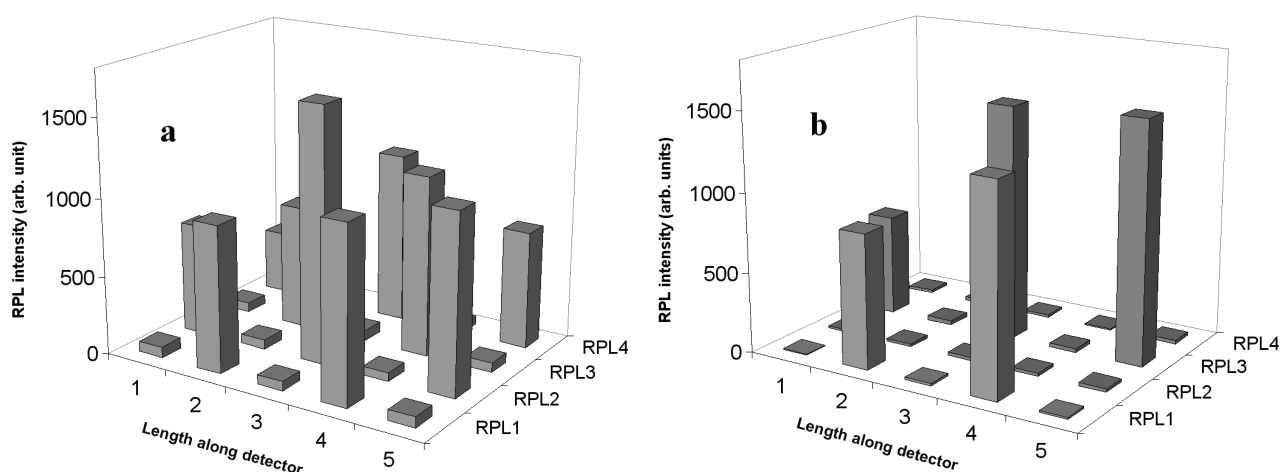 a
RPL intensity (arb. unit)
1500
1000
500
0
1
2
3
4
5
Length along detector
RPL1
RPL2
RPL3
RPL4
b
RPL intensity (arb. units)
1500
1000
500
0
1
2
3
4
5
Length along detector
RPL1
RPL2
RPL3
RPL4